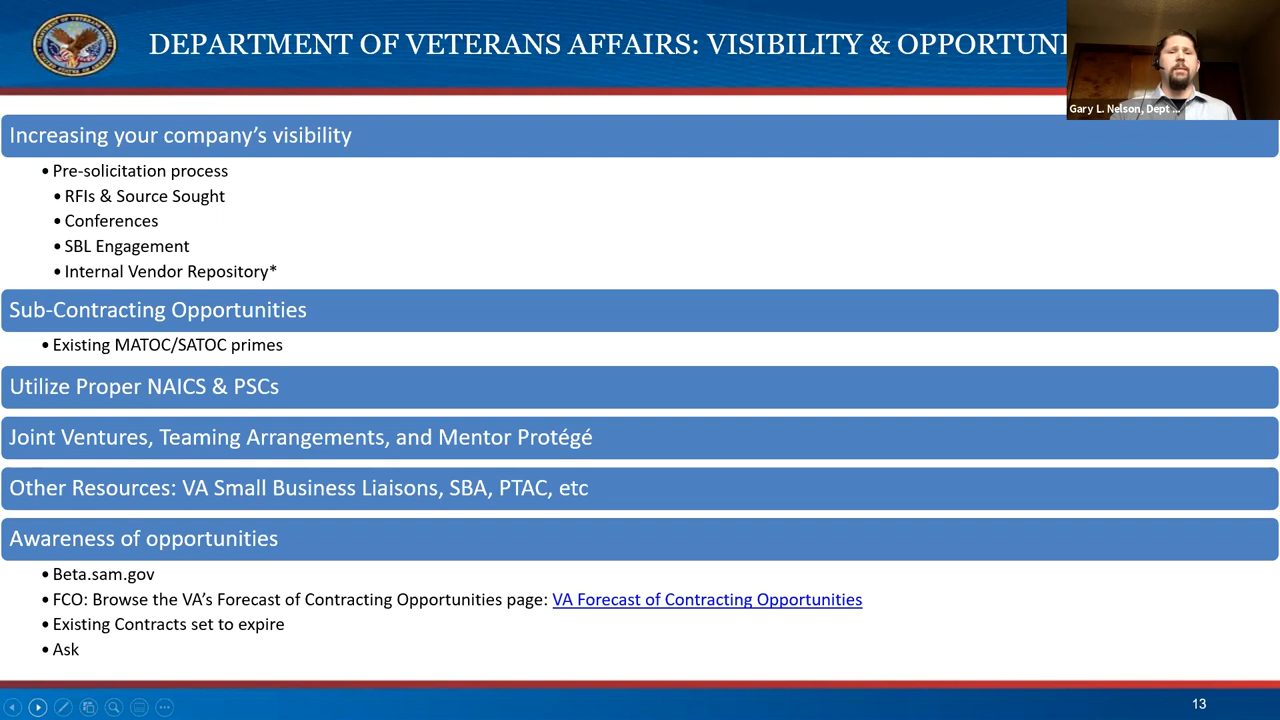 DEPARTMENT OF VETERANS AFFAIRS: VISIBILITY & OPPORTUN
Gary L. Nelson, Dept ...
Increasing your company's visibility
• Pre-solicitation process
• RFIs & Source Sought
• Conferences
• SBL Engagement
• Internal Vendor Repository*
Sub-Contracting Opportunities
• Existing MATOC/SATOC primes
Utilize Proper NAICS & PSCs
Joint Ventures, Teaming Arrangements, and Mentor Protégé
Other Resources: VA Small Business Liaisons, SBA, PTAC, etc
Awareness of opportunities
• Beta.sam.gov
• FCO: Browse the VA's Forecast of Contracting Opportunities page: VA Forecast of Contracting Opportunities
• Existing Contracts set to expire
• Ask
13